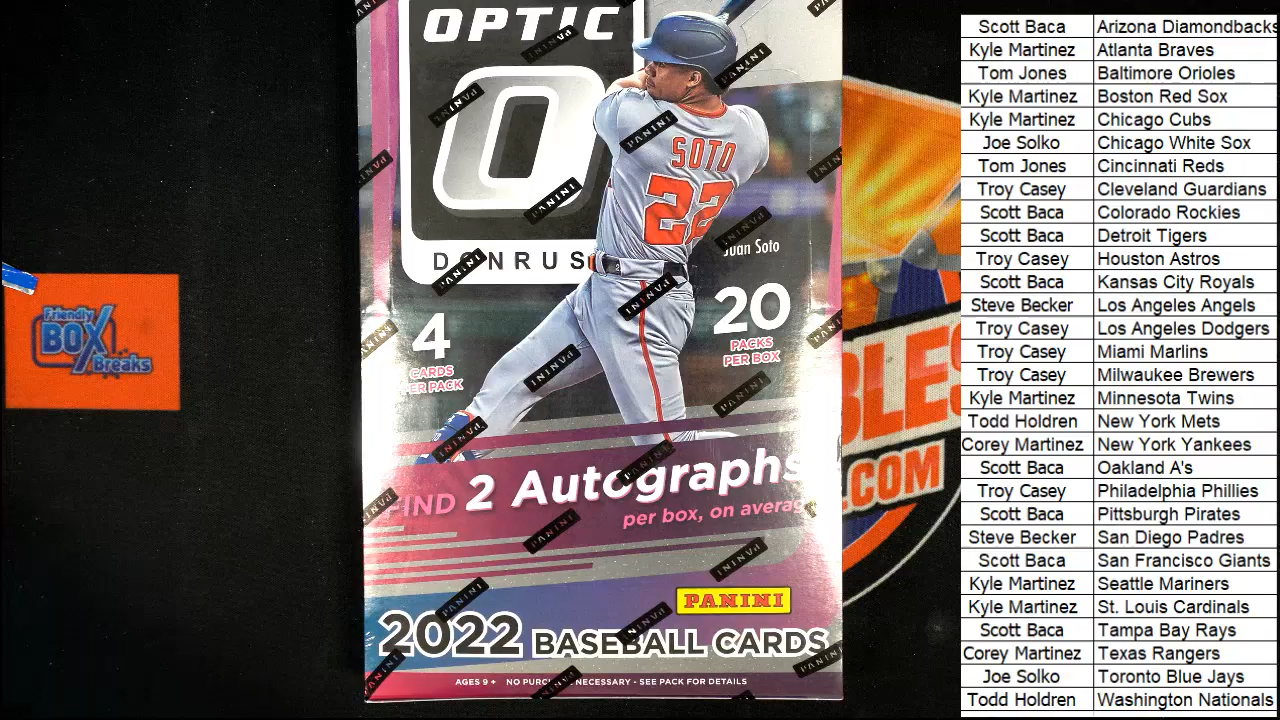 OPTIC
SOTO
22
Juan Soto
DONRUSS
4
CARDS
PER PACK
20
PACKS
PER BOX
FIND 2 Autographs
per box, on average
PANINI
2022 BASEBALL CARDS
AGES 9+ NO PURCHASE NECESSARY - SEE PACK FOR DETAILS
Friendly
BOX
Breaks
BLES
.COM
Scott Baca Arizona Diamondbacks
Kyle Martinez Atlanta Braves
Tom Jones Baltimore Orioles
Kyle Martinez Boston Red Sox
Kyle Martinez Chicago Cubs
Joe Solko Chicago White Sox
Tom Jones Cincinnati Reds
Troy Casey Cleveland Guardians
Scott Baca Colorado Rockies
Scott Baca Detroit Tigers
Troy Casey Houston Astros
Scott Baca Kansas City Royals
Steve Becker Los Angeles Angels
Troy Casey Los Angeles Dodgers
Troy Casey Miami Marlins
Troy Casey Milwaukee Brewers
Kyle Martinez Minnesota Twins
Todd Holdren New York Mets
Corey Martinez New York Yankees
Scott Baca Oakland A's
Troy Casey Philadelphia Phillies
Scott Baca Pittsburgh Pirates
Steve Becker San Diego Padres
Scott Baca San Francisco Giants
Kyle Martinez Seattle Mariners
Kyle Martinez St. Louis Cardinals
Scott Baca Tampa Bay Rays
Corey Martinez Texas Rangers
Joe Solko Toronto Blue Jays
Todd Holdren Washington Nationals